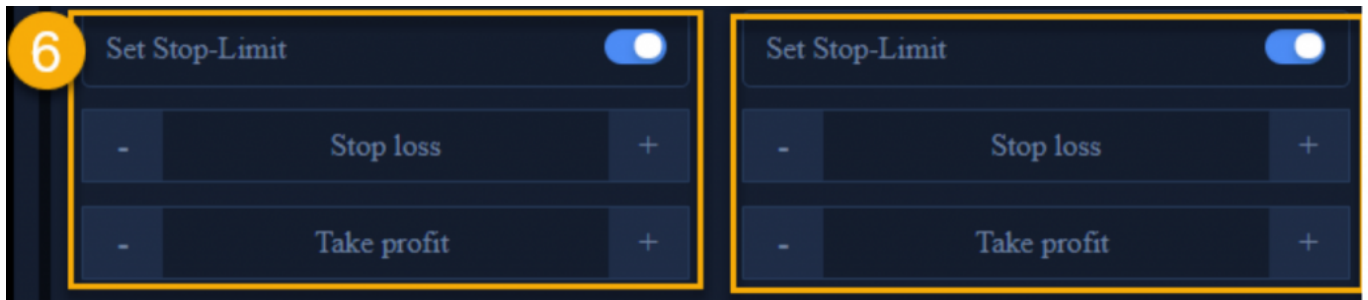 6
Set Stop-Limit
- Stop loss +
- Take profit +
Set Stop-Limit
- Stop loss +
- Take profit +